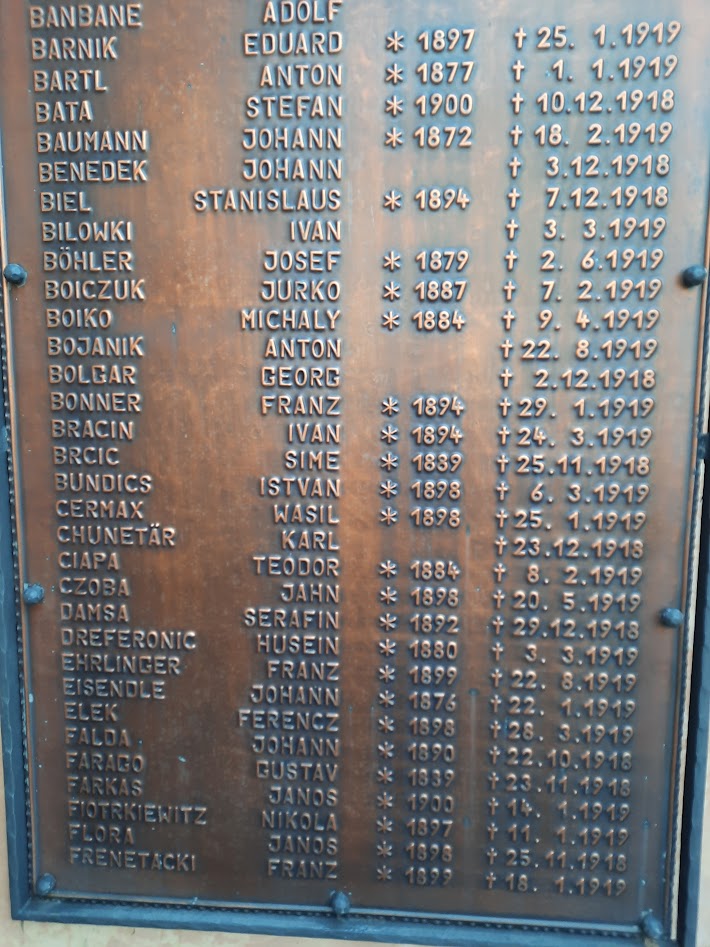 BANBANE ADOLF
BARNIK EDUARD * 1897 † 25. 1.1919
BARTL ANTON * 1877 † 1. 1.1919
BATA STEFAN * 1900 † 10.12.1918
BAUMANN JOHANN * 1872 † 18. 2.1919
BENEDEK JOHANN † 3.12.1918
BIEL STANISLAUS * 1894 † 7.12.1918
BILOWKI IVAN † 3. 3.1919
BÖHLER JOSEF * 1879 † 2. 6.1919
BOICZUK JURKO * 1887 † 7. 2.1919
BOIKO MICHALY * 1884 † 9. 4.1919
BOJANIK ANTON † 22. 8.1919
BOLGAR GEORG † 2.12.1918
BONNER FRANZ * 1894 † 29. 1.1919
BRACIN IVAN * 1894 † 24. 3.1919
BRCIC SIME * 1889 † 25.11.1918
BUNDICS ISTVAN * 1898 † 6. 3.1919
CERMAX WASIL * 1898 † 25. 1.1919
CHUNETÄR KARL † 23.12.1918
CIAPA TEODOR * 1884 † 8. 2.1919
CZOBA JAHN * 1898 † 20. 5.1919
DAMSA SERAFIN * 1892 † 29.12.1918
DREFERONIC HUSEIN * 1880 † 3. 3.1919
EHRLINGER FRANZ * 1899 † 22. 8.1919
EISENDLE JOHANN * 1876 † 22. 1.1919
ELEK FERENCZ * 1898 † 28. 3.1919
FALDA JOHANN * 1890 † 22.10.1918
FARAGO GUSTAV * 1889 † 23.11.1918
FARKAS JANOS * 1900 † 14. 1.1919
FIOTRKIEWITZ NIKOLA * 1897 † 11. 1.1919
FLORA JANOS * 1898 † 25.11.1918
FRENETACKI FRANZ * 1899 † 18. 1.1919